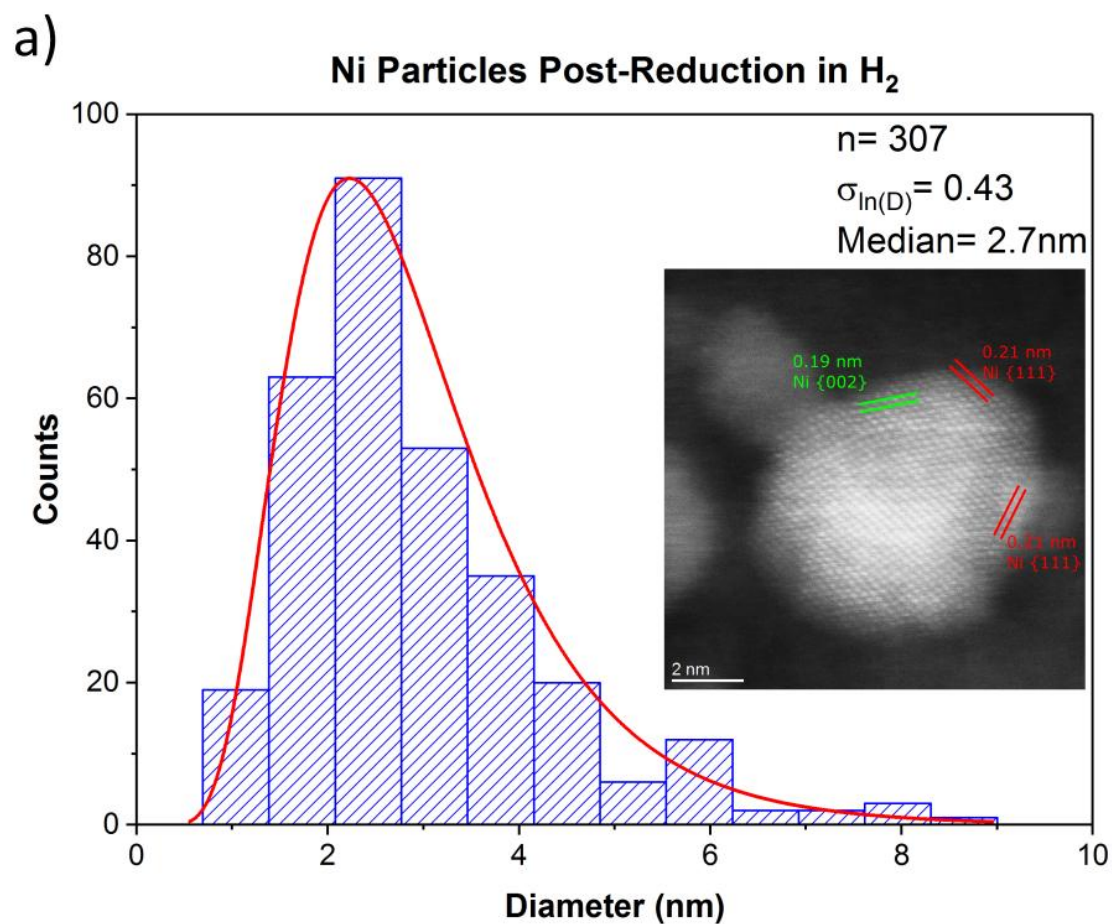 a)
Ni Particles Post-Reduction in H₂
100
80
60
40
20
0
Counts
0 2 4 6 8 10
Diameter (nm)
n= 307
σln(D)= 0.43
Median= 2.7nm
0.19 nm
Ni {002}
0.21 nm
Ni {111}
0.21 nm
Ni {111}
2 nm